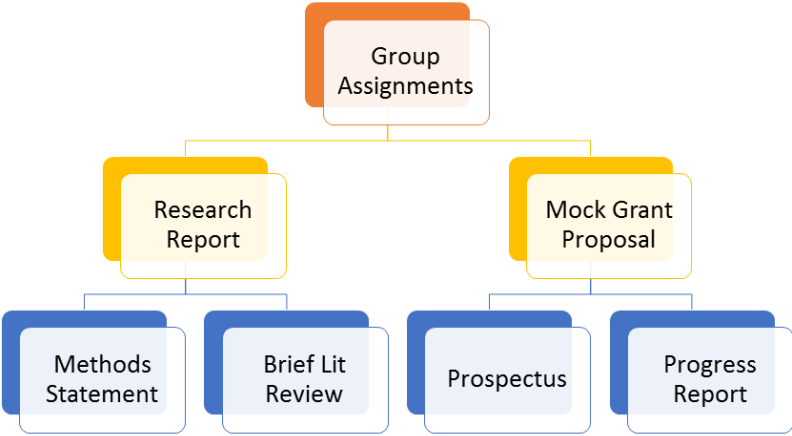 Group
Assignments
Research
Report
Mock Grant
Proposal
Methods
Statement
Brief Lit
Review
Prospectus
Progress
Report